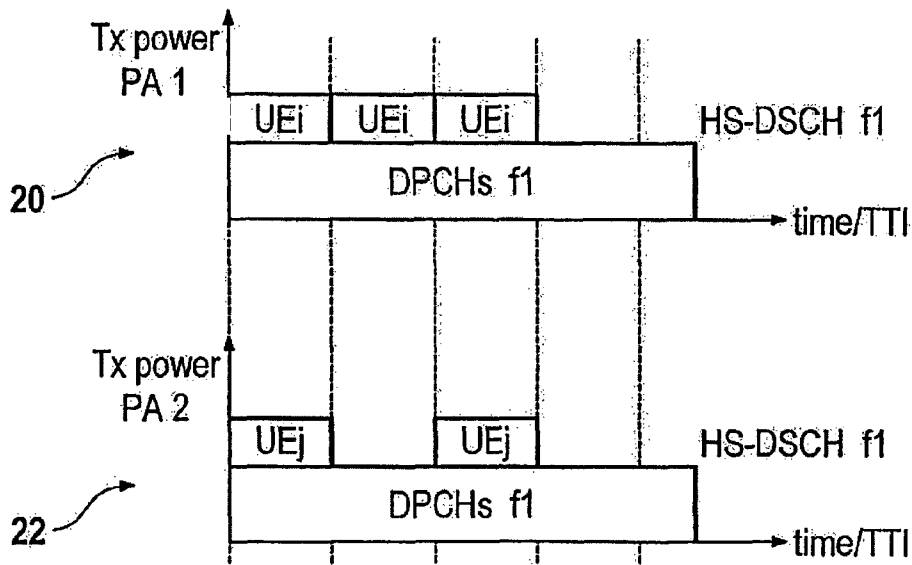 Tx power
PA 1
UEi UEi UEi HS-DSCH f1
DPCHs f1
20
time/TTI
Tx power
PA 2
UEj UEj HS-DSCH f1
DPCHs f1
22
time/TTI